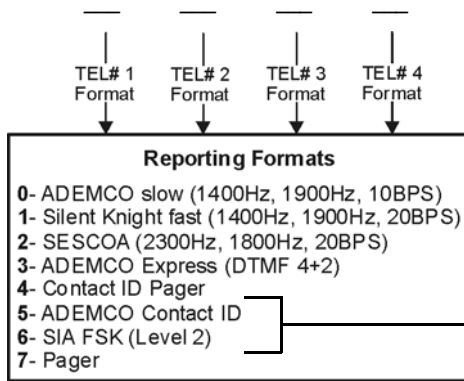 TEL# 1 TEL# 2 TEL# 3 TEL# 4
Format Format Format Format
Reporting Formats
0- ADEMCO slow (1400Hz, 1900Hz, 10BPS)
1- Silent Knight fast (1400Hz, 1900Hz, 20BPS)
2- SESCOA (2300Hz, 1800Hz, 20BPS)
3- ADEMCO Express (DTMF 4+2)
4- Contact ID Pager
5- ADEMCO Contact ID
6- SIA FSK (Level 2)
7- Pager